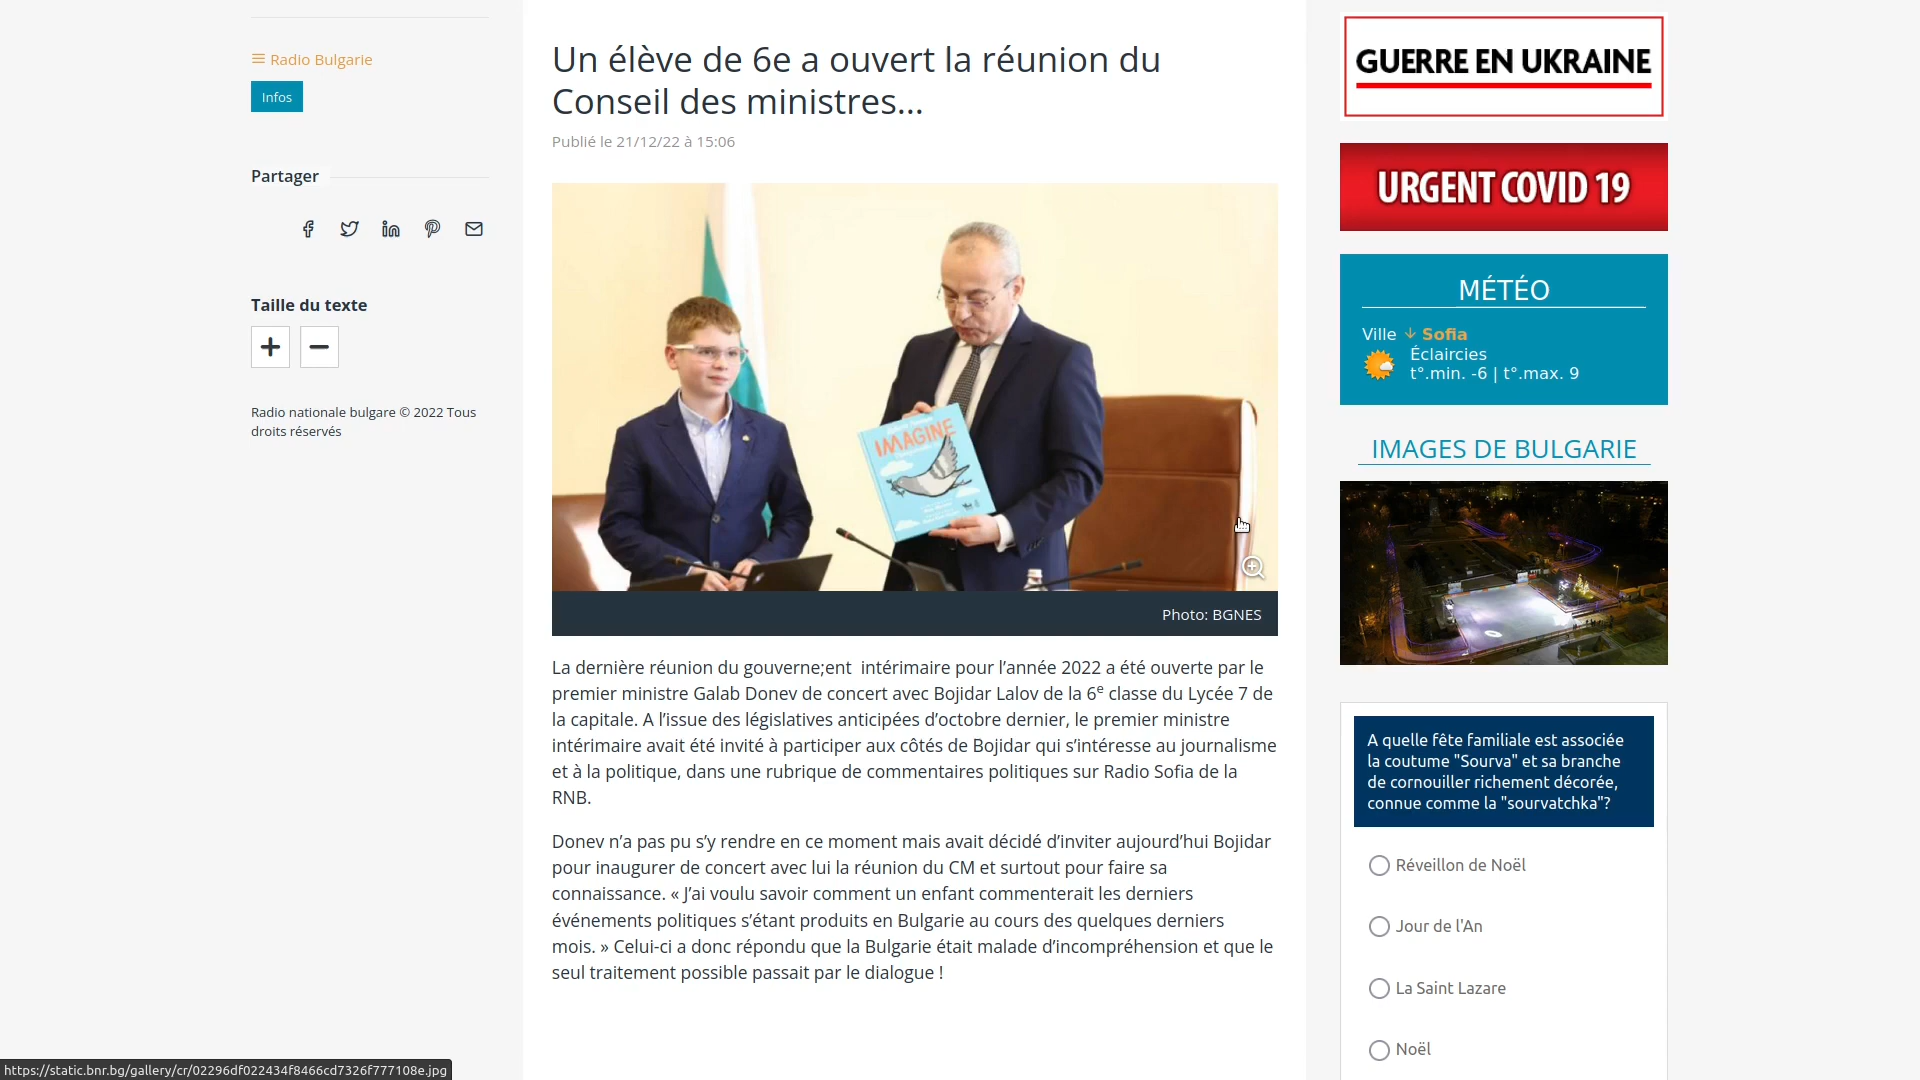 Radio Bulgarie
Infos
Partager
Taille du texte
Radio nationale bulgare © 2022 Tous
droits réservés
Un élève de 6e a ouvert la réunion du
Conseil des ministres...
Publié le 21/12/22 à 15:06
IMAGINE
Photo: BGNES
La dernière réunion du gouverne;ent  intérimaire pour l’année 2022 a été ouverte par le
premier ministre Galab Donev de concert avec Bojidar Lalov de la 6e classe du Lycée 7 de
la capitale. A l’issue des législatives anticipées d’octobre dernier, le premier ministre
intérimaire avait été invité à participer aux côtés de Bojidar qui s’intéresse au journalisme
et à la politique, dans une rubrique de commentaires politiques sur Radio Sofia de la
RNB.
Donev n’a pas pu s’y rendre en ce moment mais avait décidé d’inviter aujourd’hui Bojidar
pour inaugurer de concert avec lui la réunion du CM et surtout pour faire sa
connaissance. « J’ai voulu savoir comment un enfant commenterait les derniers
événements politiques s’étant produits en Bulgarie au cours des quelques derniers
mois. » Celui-ci a donc répondu que la Bulgarie était malade d’incompréhension et que le
seul traitement possible passait par le dialogue !
GUERRE EN UKRAINE
URGENT COVID 19
MÉTÉO
Ville Sofia
Éclaircies
t°.min. -6 | t°.max. 9
IMAGES DE BULGARIE
A quelle fête familiale est associée
la coutume "Sourva" et sa branche
de cornouiller richement décorée,
connue comme la "sourvatchka"?
Réveillon de Noël
Jour de l'An
La Saint Lazare
Noël
https://static.bnr.bg/gallery/cr/02296df022434f8466cd7326f777108e.jpg